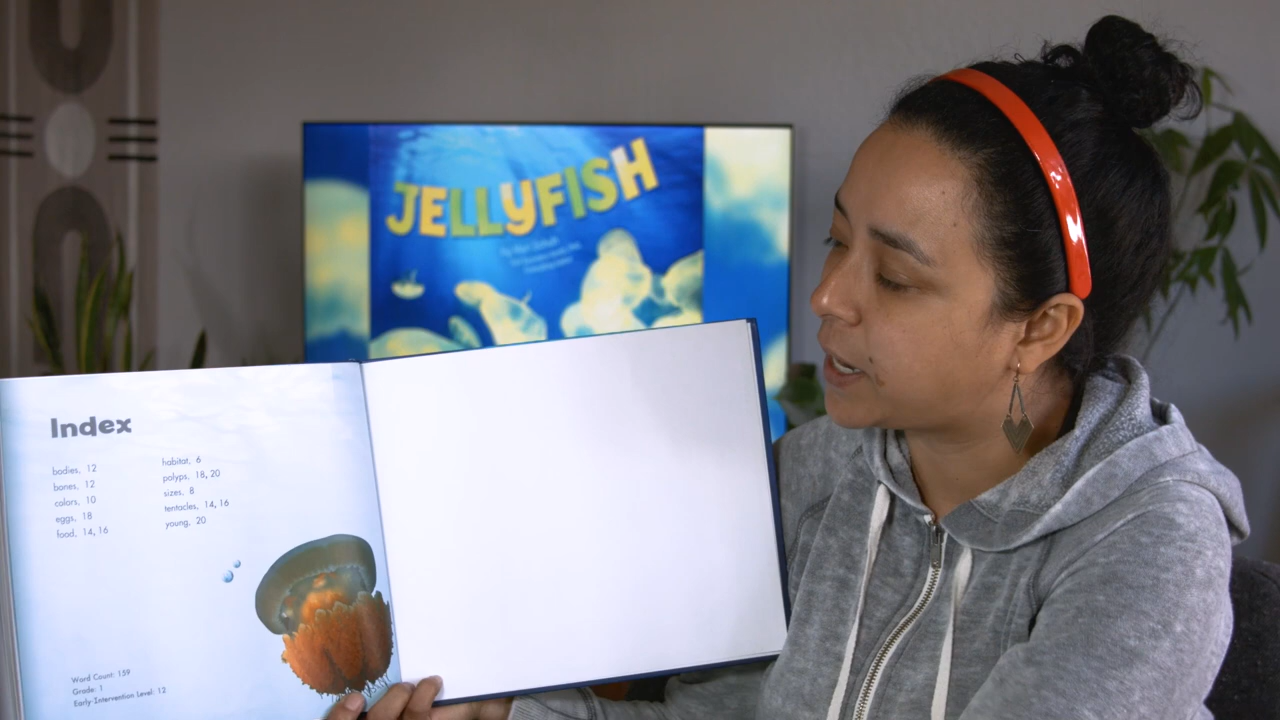 JELLYFISH
Index
bodies, 12
bones, 12
colors, 10
eggs, 18
food, 14, 16
habitat, 6
polyps, 18, 20
sizes, 8
tentacles, 14, 16
young, 20
Word Count: 159
Grade: 1
Early-Intervention Level: 12